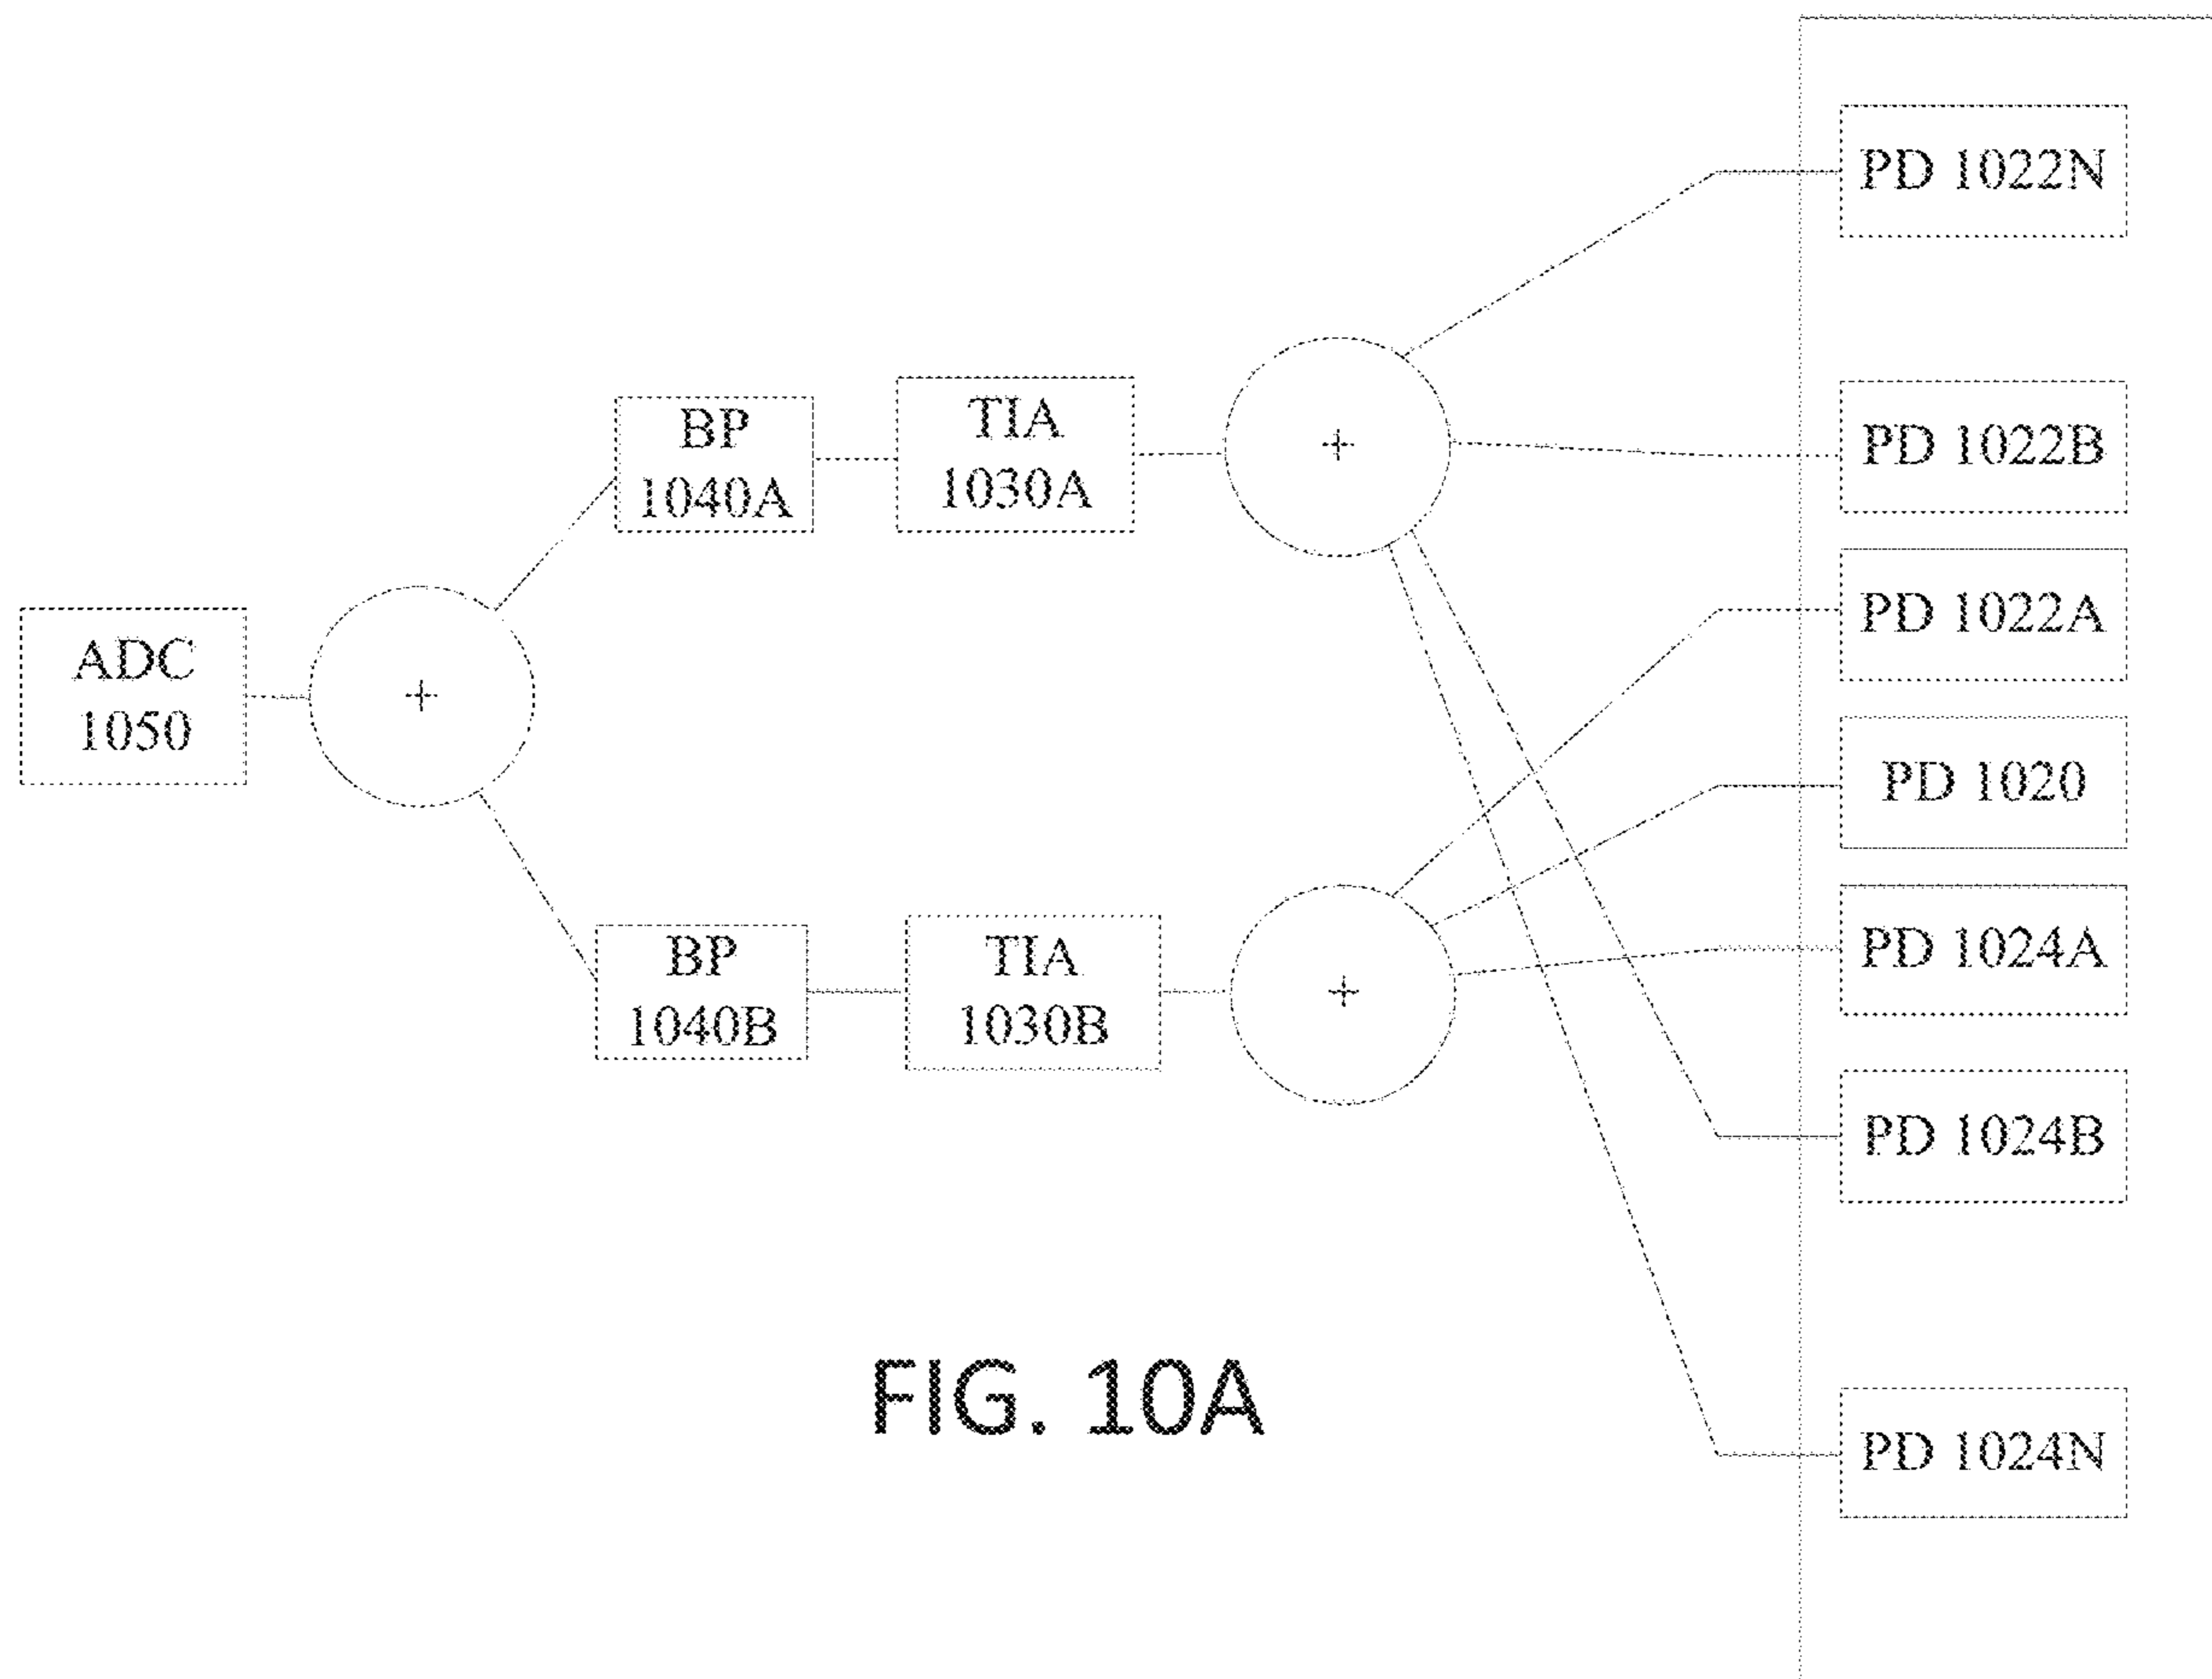 PD 1022N
BP
1040A
TIA
1030A
+
PD 1022B
PD 1022A
ADC
1050
+
PD 1020
BP
1040B
TIA
1030B
+
PD 1024A
PD 1024B
FIG. 10A
PD 1024N